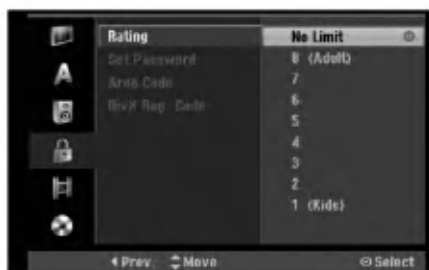 A
Rating
Set Password
Area Code
DivX Reg. Code
No Limit
8 (Adult)
7
6
5
4
3
2
1 (Kids)
Prev. Move Select